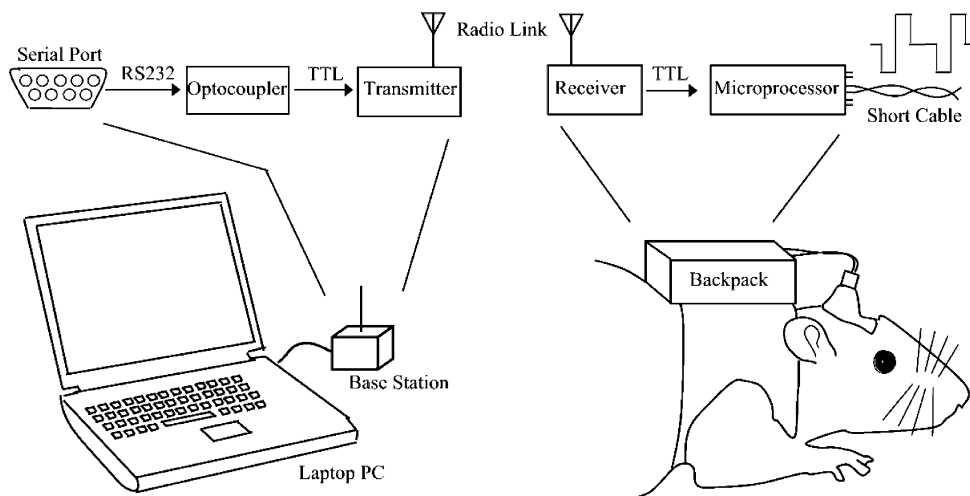 Serial Port
RS232
Optocoupler
TTL
Transmitter
Radio Link
Receiver
TTL
Microprocessor
Short Cable
Backpack
Base Station
Laptop PC